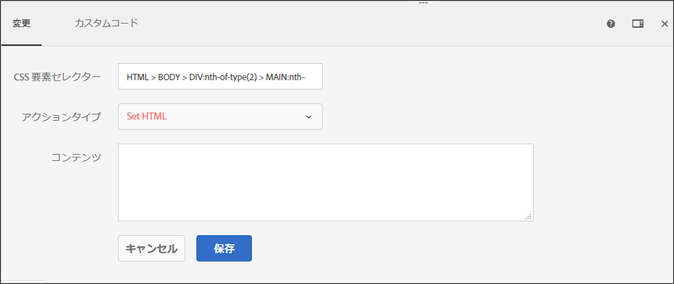 変更 カスタムコード
CSS 要素セレクター HTML > BODY > DIV:nth-of-type(2) > MAIN:nth-
アクションタイプ Set HTML
コンテンツ
キャンセル 保存